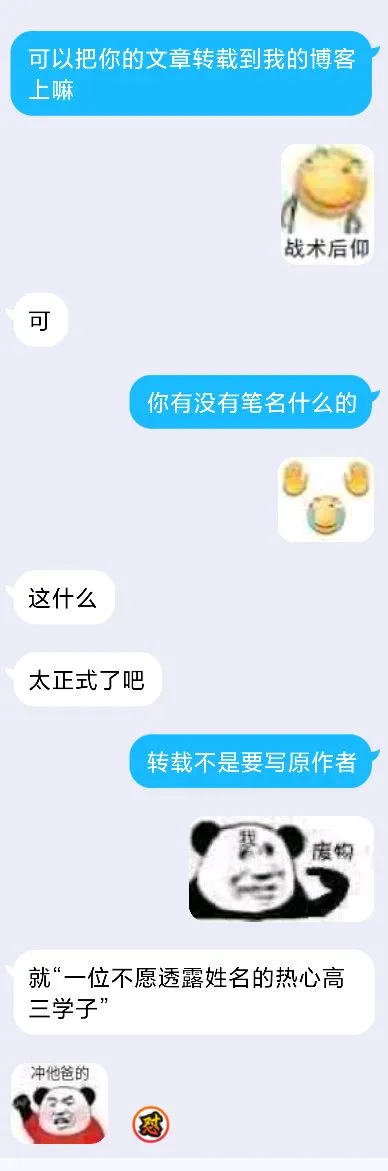 可以把你的文章转载到我的博客
上嘛
战术后仰
可
你有没有笔名什么的
这什么
太正式了吧
转载不是要写原作者
我
废物
就“一位不愿透露姓名的热心高
三学子”
冲他爸的
怼